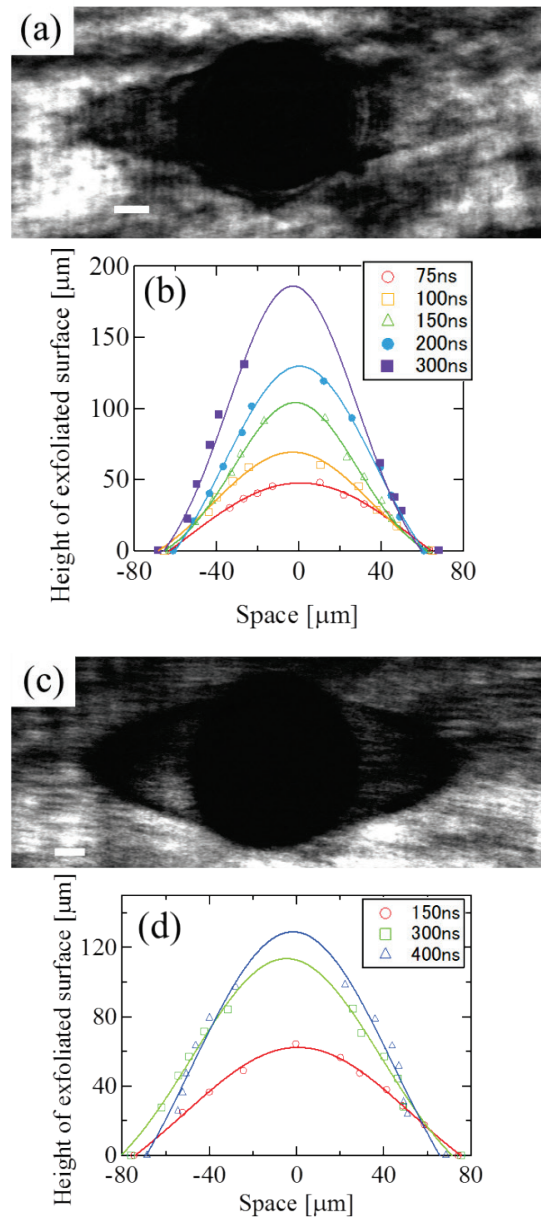 (a)
200
(b)
75ns
100ns
150ns
200ns
300ns
150
100
50
0
-80
-40
0
40
80
Height of exfoliated surface [μm]
Space [μm]
(c)
(d)
150ns
300ns
400ns
120
80
40
0
-80
-40
0
40
80
Height of exfoliated surface [μm]
Space [μm]